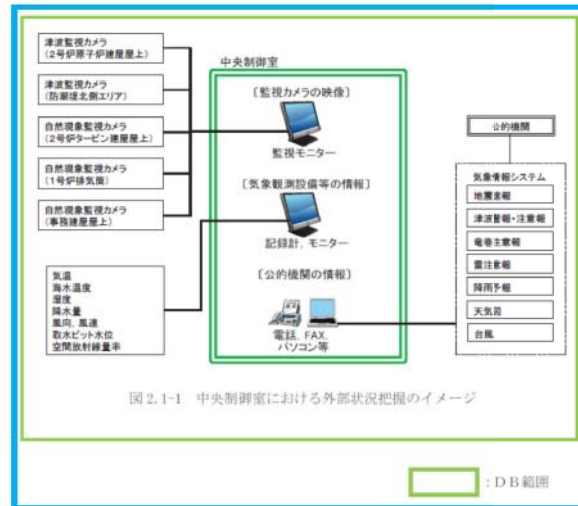 津波監視カメラ
(2号炉原子炉建屋屋上)
津波監視カメラ
(防潮堤北側エリア)
自然現象監視カメラ
(2号炉タービン建屋屋上)
自然現象監視カメラ
(1号炉排気筒)
自然現象監視カメラ
(事務建屋屋上)
気温
海水温度
湿度
降水量
風向,風速
取水ピット水位
空間放射線量率
中央制御室
〔監視カメラの映像〕
監視モニター
〔気象観測設備等の情報〕
記録計,モニター
〔公的機関の情報〕
電話,FAX,
パソコン等
公的機関
気象情報システム
地震速報
津波警報・注意報
竜巻注意報
雷注意報
降雨予報
天気図
台風
図2.1-1 中央制御室における外部状況把握のイメージ
:DB範囲